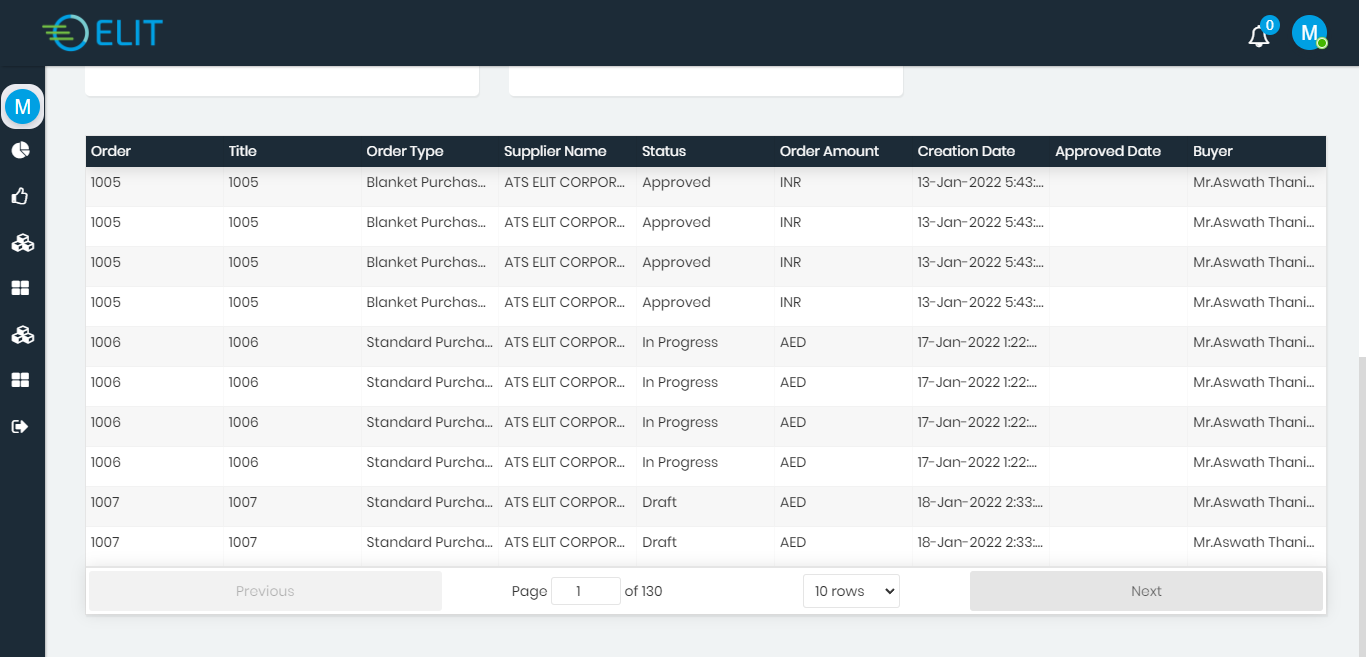 ELIT
0
M
M
Order Title Order Type Supplier Name Status Order Amount Creation Date Approved Date Buyer
1005 1005 Blanket Purchas... ATS ELIT CORPOR... Approved INR 13-Jan-2022 5:43:... Mr.Aswath Thani...
1005 1005 Blanket Purchas... ATS ELIT CORPOR... Approved INR 13-Jan-2022 5:43:... Mr.Aswath Thani...
1005 1005 Blanket Purchas... ATS ELIT CORPOR... Approved INR 13-Jan-2022 5:43:... Mr.Aswath Thani...
1005 1005 Blanket Purchas... ATS ELIT CORPOR... Approved INR 13-Jan-2022 5:43:... Mr.Aswath Thani...
1006 1006 Standard Purcha... ATS ELIT CORPOR... In Progress AED 17-Jan-2022 1:22:... Mr.Aswath Thani...
1006 1006 Standard Purcha... ATS ELIT CORPOR... In Progress AED 17-Jan-2022 1:22:... Mr.Aswath Thani...
1006 1006 Standard Purcha... ATS ELIT CORPOR... In Progress AED 17-Jan-2022 1:22:... Mr.Aswath Thani...
1006 1006 Standard Purcha... ATS ELIT CORPOR... In Progress AED 17-Jan-2022 1:22:... Mr.Aswath Thani...
1007 1007 Standard Purcha... ATS ELIT CORPOR... Draft AED 18-Jan-2022 2:33:... Mr.Aswath Thani...
1007 1007 Standard Purcha... ATS ELIT CORPOR... Draft AED 18-Jan-2022 2:33:... Mr.Aswath Thani...
Previous Page 1 of 130 10 rows Next